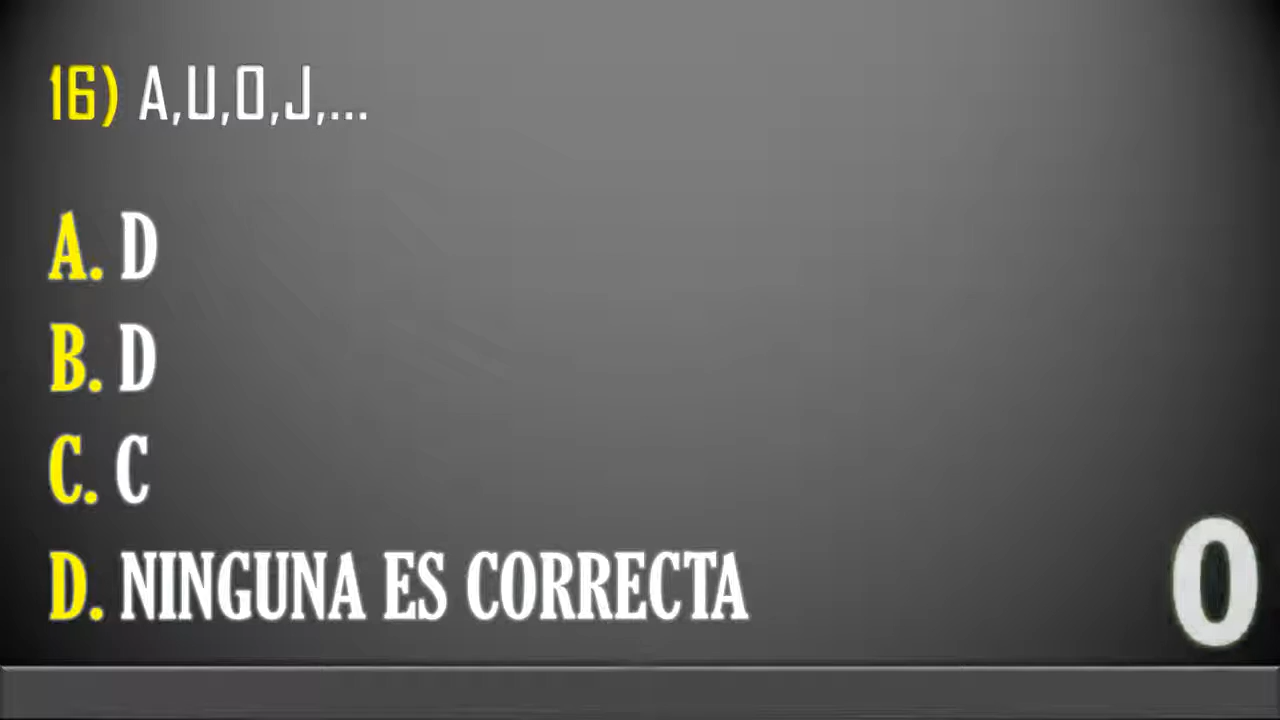 16) A,U,O,J,...
A. D
B. D
C. C
D. NINGUNA ES CORRECTA
0